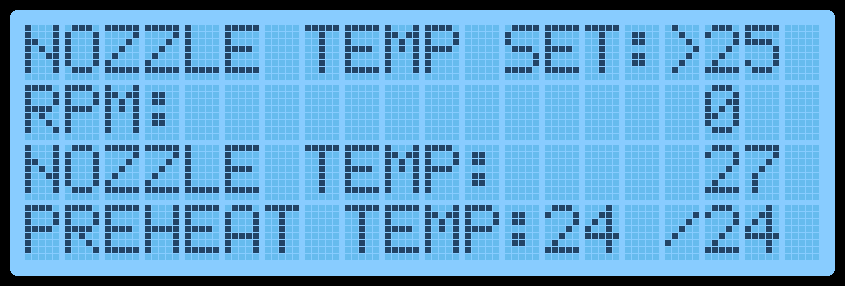 NOZZLE TEMP SET:>25
RPM: 0
NOZZLE TEMP: 27
PREHEAT TEMP:24 /24